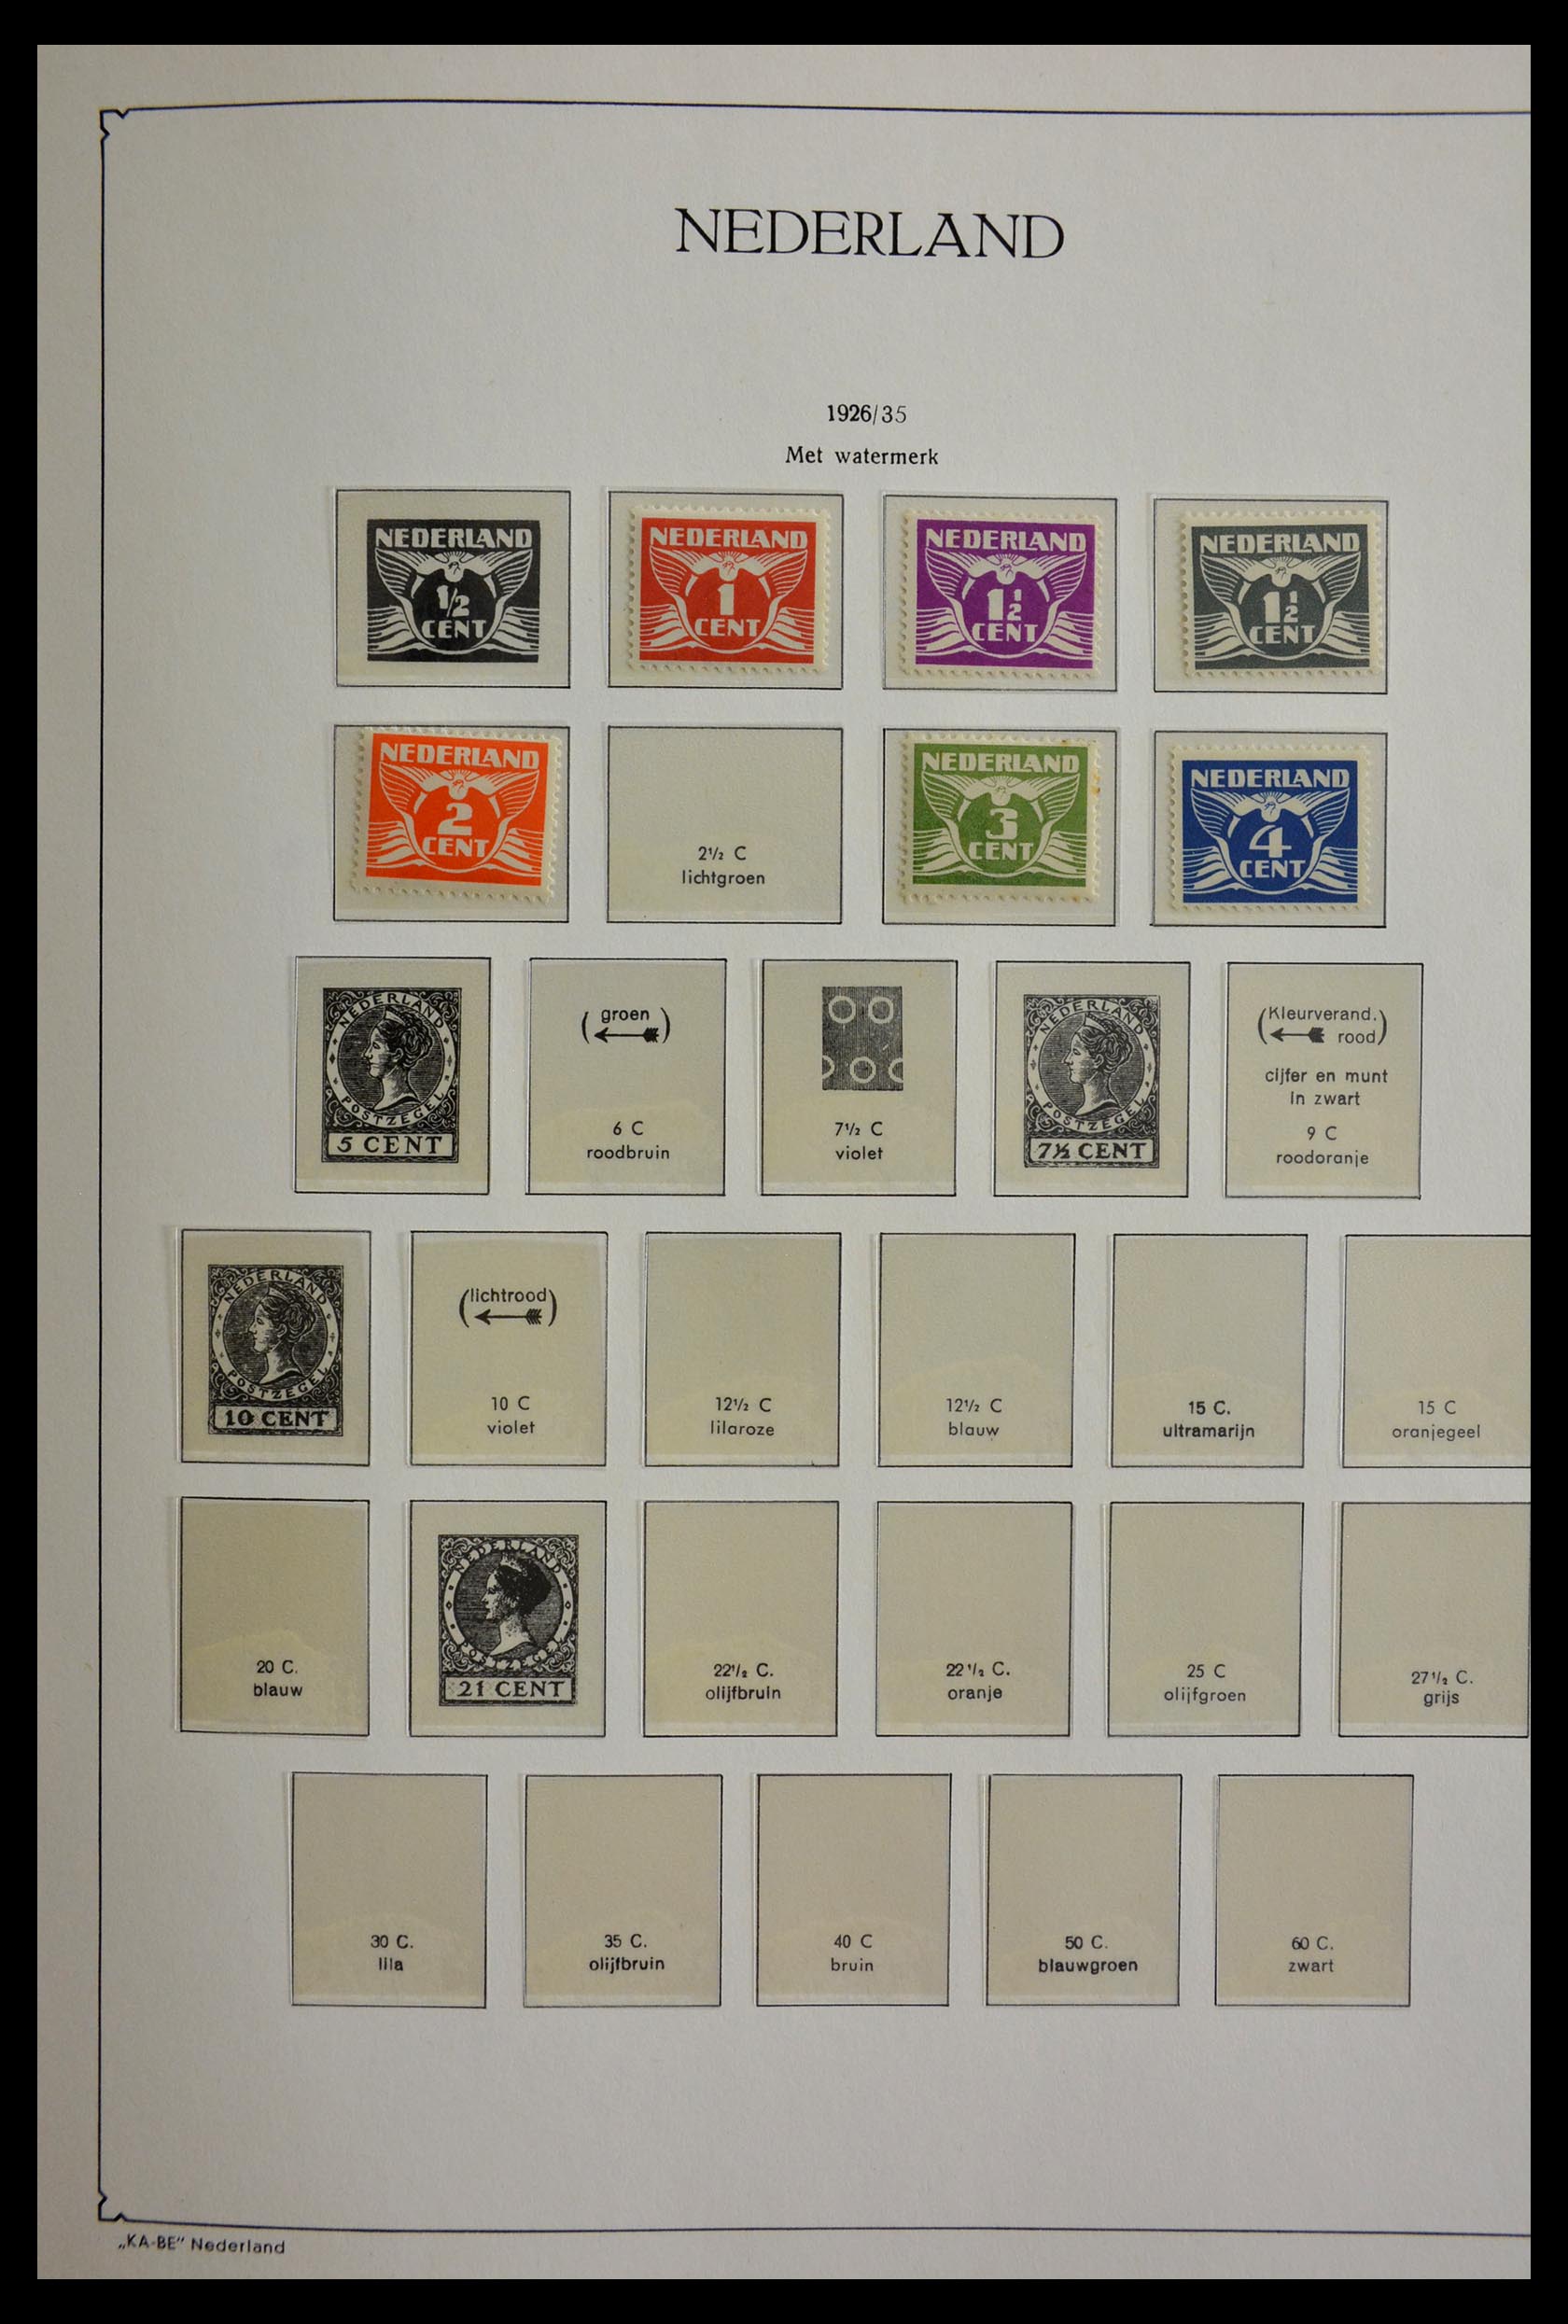 NEDERLAND
1926/35
Met watermerk
NEDERLAND
1/2
CENT
NEDERLAND
1
CENT
NEDERLAND
1½
CENT
NEDERLAND
1½
CENT
NEDERLAND
2
CENT
2½ C
lichtgroen
NEDERLAND
3
CENT
NEDERLAND
4
CENT
NEDERLAND
POSTZEGEL
5 CENT
(groen)
6 C
roodbruin
7½ C
violet
NEDERLAND
POSTZEGEL
7½ CENT
(Kleurverand.
rood)
cijfer en munt
in zwart
9 C
roodoranje
NEDERLAND
POSTZEGEL
10 CENT
(lichtrood)
10 C
violet
12½ C
lilaroze
12½ C
blauw
15 C.
ultramarijn
15 C
oranjegeel
20 C.
blauw
NEDERLAND
POSTZEGEL
21 CENT
22½ C.
olijfbruin
22½ C.
oranje
25 C
olijfgroen
27½ C.
grijs
30 C.
lila
35 C.
olijfbruin
40 C
bruin
50 C.
blauwgroen
60 C.
zwart
„KA-BE” Nederland